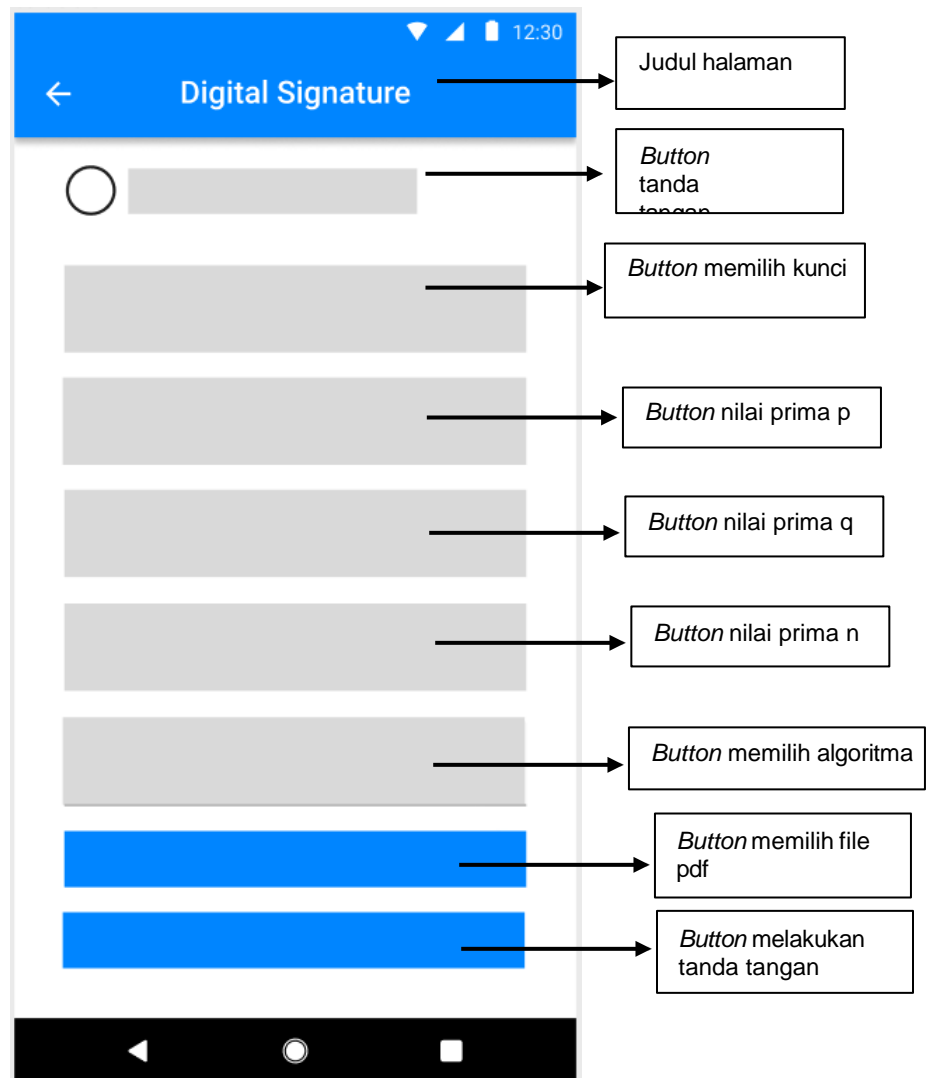 12:30
Digital Signature
Judul halaman
Button
tanda
tangan
Button memilih kunci
Button nilai prima p
Button nilai prima q
Button nilai prima n
Button memilih algoritma
Button memilih file
pdf
Button melakukan
tanda tangan